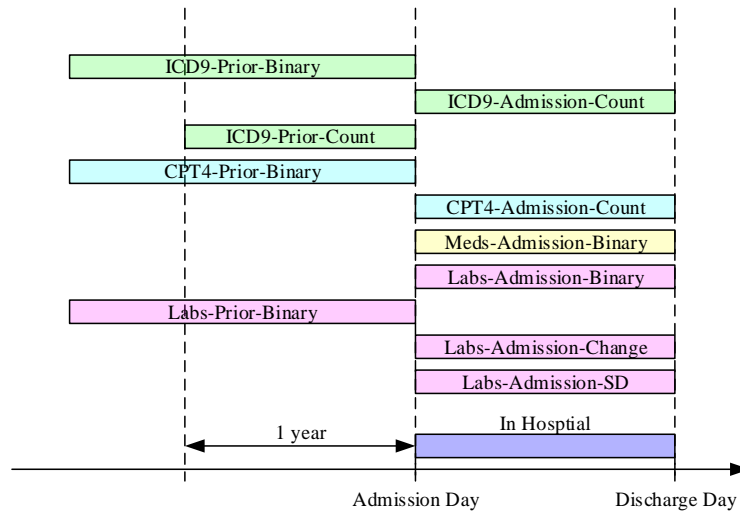 ICD9-Prior-Binary
ICD9-Admission-Count
ICD9-Prior-Count
CPT4-Prior-Binary
CPT4-Admission-Count
Meds-Admission-Binary
Labs-Admission-Binary
Labs-Prior-Binary
Labs-Admission-Change
Labs-Admission-SD
In Hosptial
1 year
Admission Day
Discharge Day